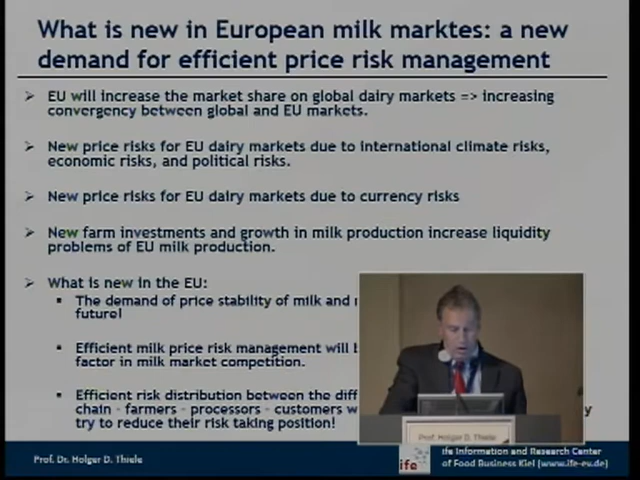 What is new in European milk marktes: a new
demand for efficient price risk management
EU will increase the market share on global dairy markets => increasing
convergency between global and EU markets.
New price risks for EU dairy markets due to international climate risks,
economic risks, and political risks.
New price risks for EU dairy markets due to currency risks
New farm investments and growth in milk production increase liquidity
problems of EU milk production.
What is new in the EU:
The demand of price stability of milk and
future!
Efficient milk price risk management will
factor in milk market competition.
Efficient risk distribution between the
chain - farmers - processors - customers
try to reduce their risk taking position!
Prof. Holger D. Thiele
Prof. Dr. Holger D. Thiele
ife
ife Information and Research Center
of Food Business Kiel (www.ife-eu.de)